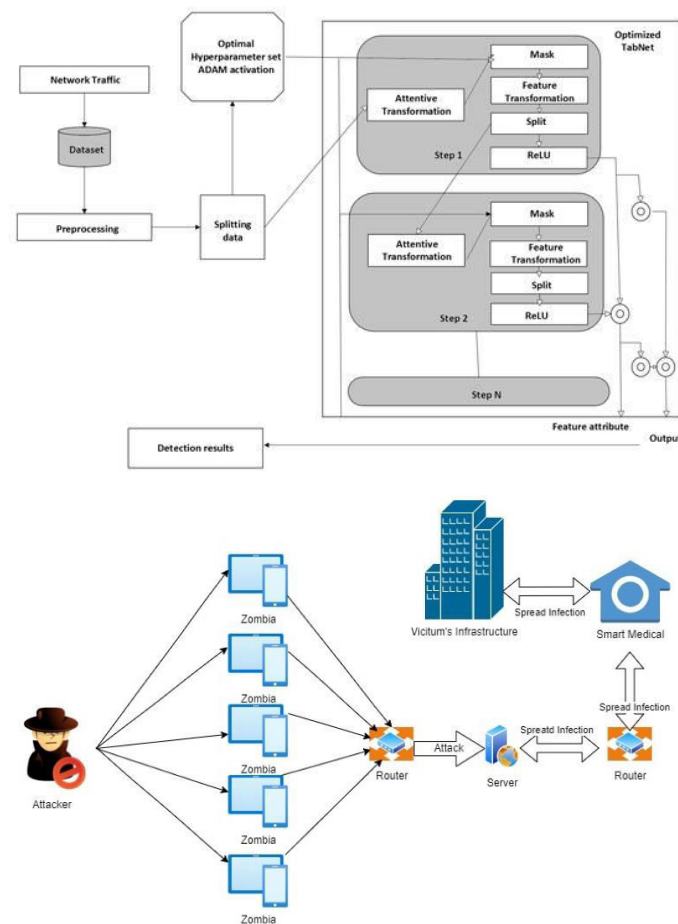 Optimal
Hyperparameter set
ADAM activation
Optimized
TabNet
Network Traffic
Dataset
Preprocessing
Splitting
data
Attentive
Transformation
Mask
Feature
Transformation
Split
ReLU
Step 1
Attentive
Transformation
Mask
Feature
Transformation
Split
ReLU
Step 2
Step N
Feature attribute
Output
Detection results
Attacker
Zombia
Zombia
Zombia
Zombia
Zombia
Router
Attack
Server
Spreatd Infection
Router
Spread Infection
Smart Medical
Spread Infection
Vicitum's Infrastructure